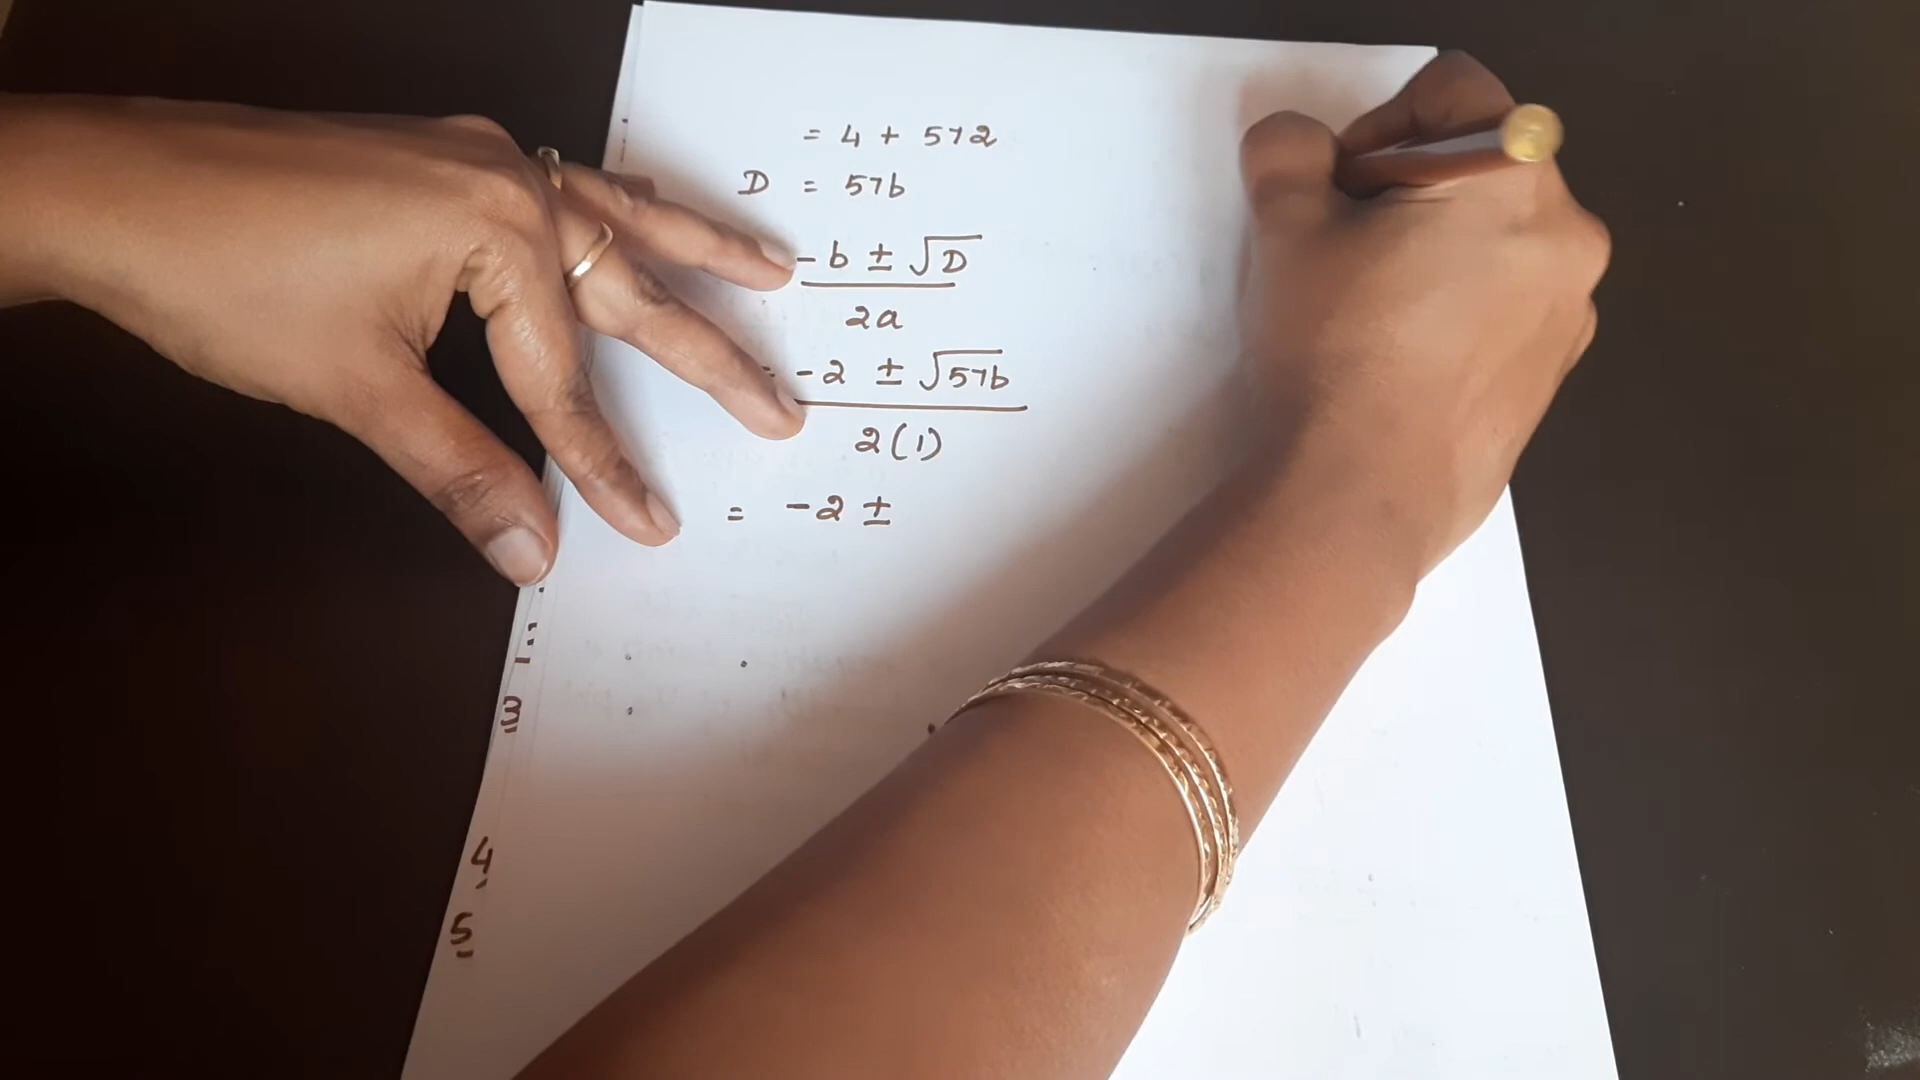 = 4 + 572
D = 576
-b ± √D
2a
= -2 ± √576
2(1)
= -2 ±
3
4
5